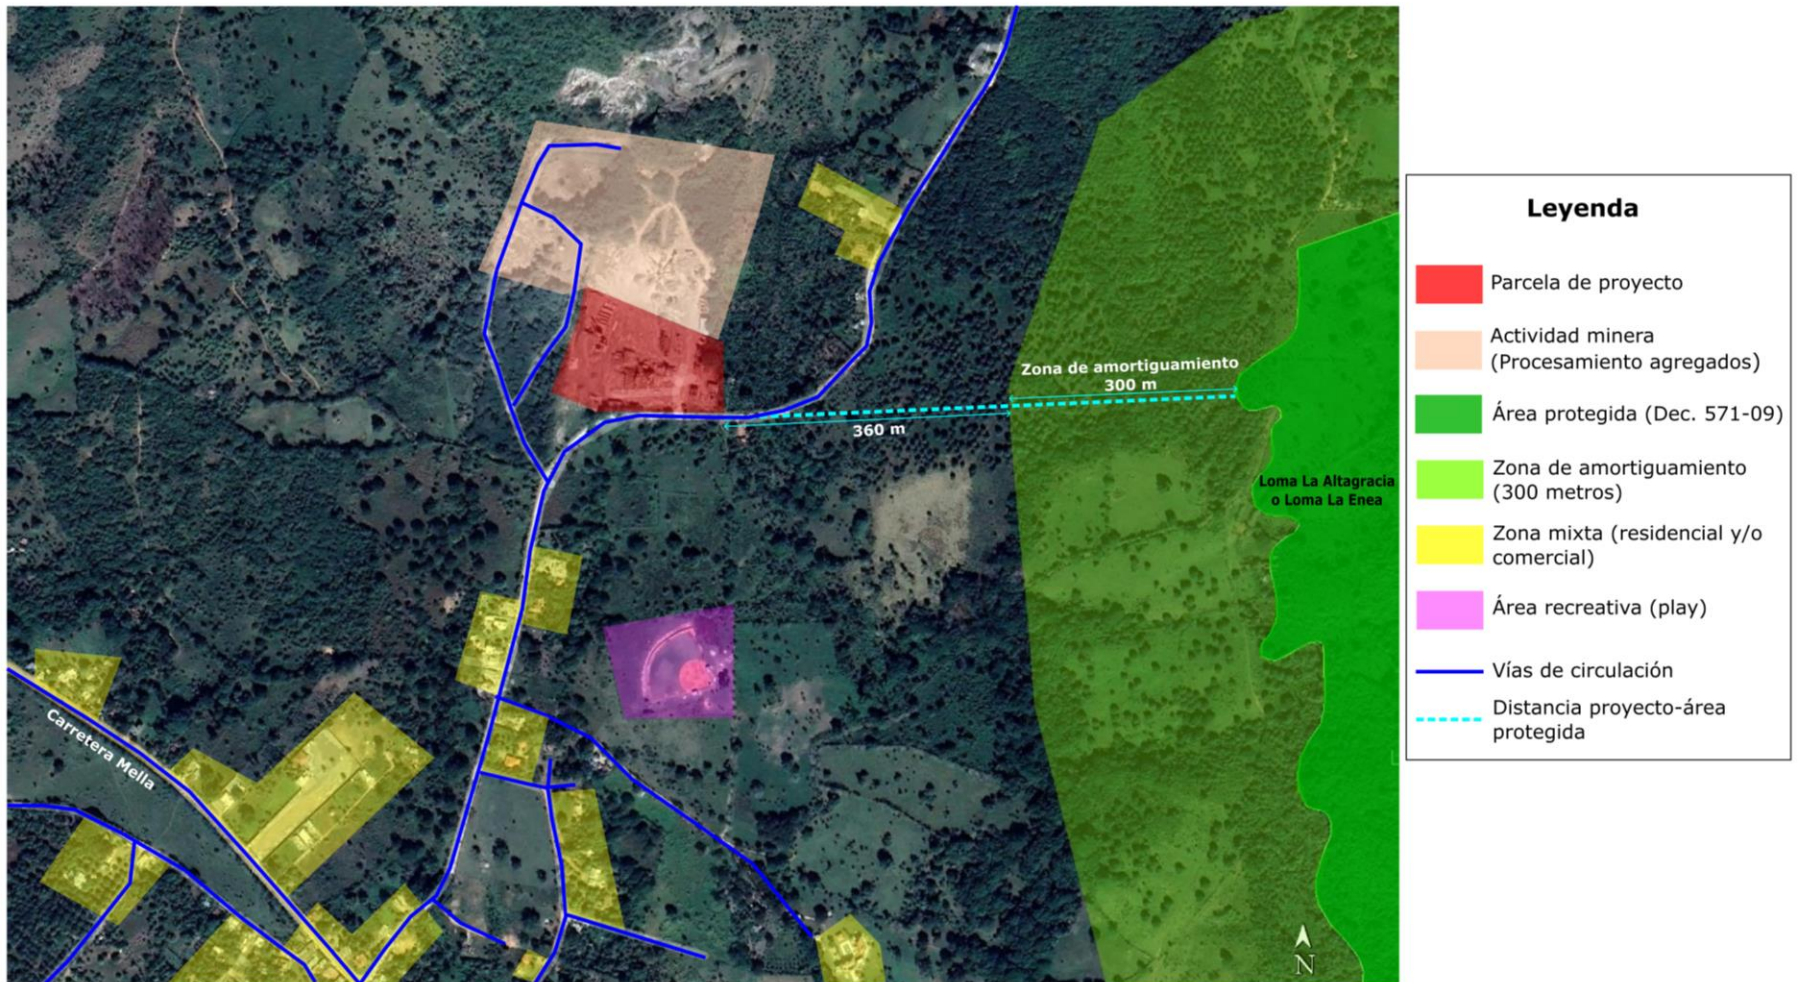 Zona de amortiguamiento
300 m
360 m
Loma La Altagracia
o Loma La Enea
Carretera Mella
N
Leyenda
Parcela de proyecto
Actividad minera
(Procesamiento agregados)
Área protegida (Dec. 571-09)
Zona de amortiguamiento
(300 metros)
Zona mixta (residencial y/o
comercial)
Área recreativa (play)
Vías de circulación
Distancia proyecto-área
protegida